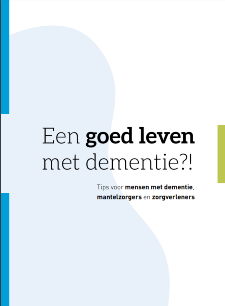 Een goed leven
met dementie?!
Tips voor mensen met dementie,
mantelzorgers en zorgverleners